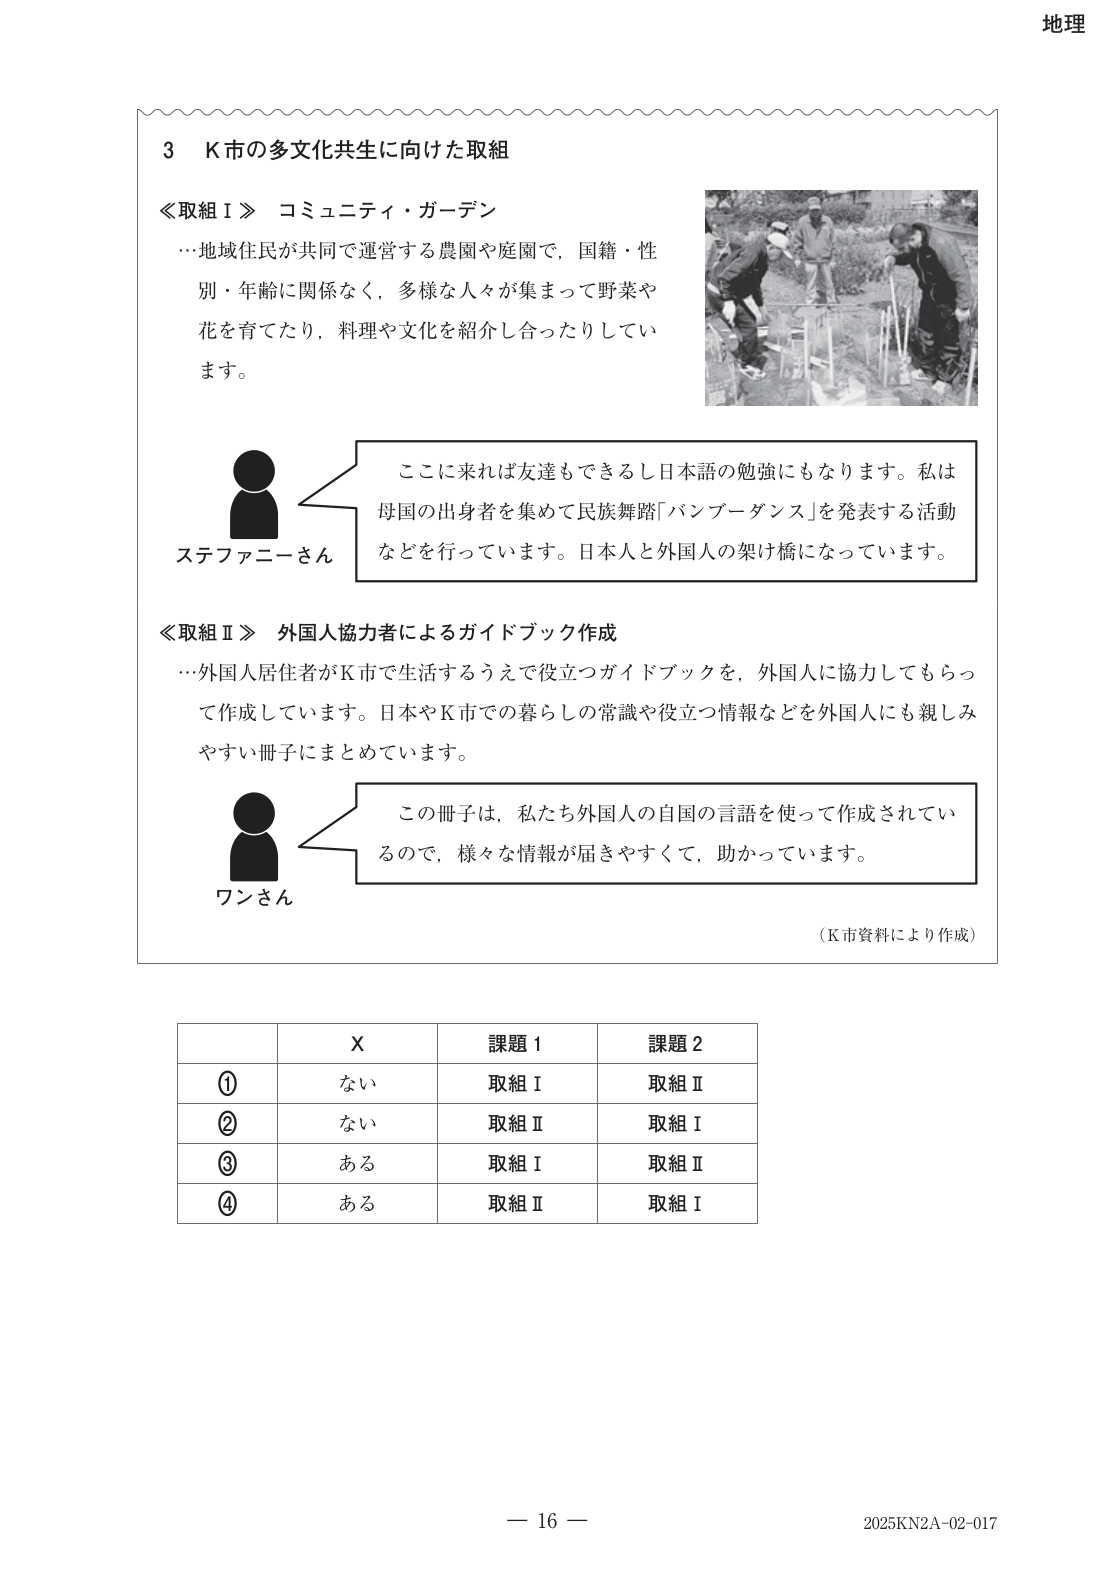 地理
3 K市の多文化共生に向けた取組
≪取組Ⅰ≫ コミュニティ・ガーデン
…地域住民が共同で運営する農園や庭園で，国籍・性
別・年齢に関係なく，多様な人々が集まって野菜や
花を育てたり，料理や文化を紹介し合ったりしてい
ます。
ここに来れば友達もできるし日本語の勉強にもなります。私は
母国の出身者を集めて民族舞踏「バンブーダンス」を発表する活動
などを行っています。日本人と外国人の架け橋になっています。
ステファニーさん
≪取組Ⅱ≫ 外国人協力者によるガイドブック作成
…外国人居住者がK市で生活するうえで役立つガイドブックを，外国人に協力してもらっ
て作成しています。日本やK市での暮らしの常識や役立つ情報などを外国人にも親しみ
やすい冊子にまとめています。
この冊子は，私たち外国人の自国の言語を使って作成されてい
るので，様々な情報が届きやすくて，助かっています。
ワンさん
（K市資料により作成）
X 課題1 課題2
① ない 取組Ⅰ 取組Ⅱ
② ない 取組Ⅱ 取組Ⅰ
③ ある 取組Ⅰ 取組Ⅱ
④ ある 取組Ⅱ 取組Ⅰ
— 16 —
2025KN2A-02-017